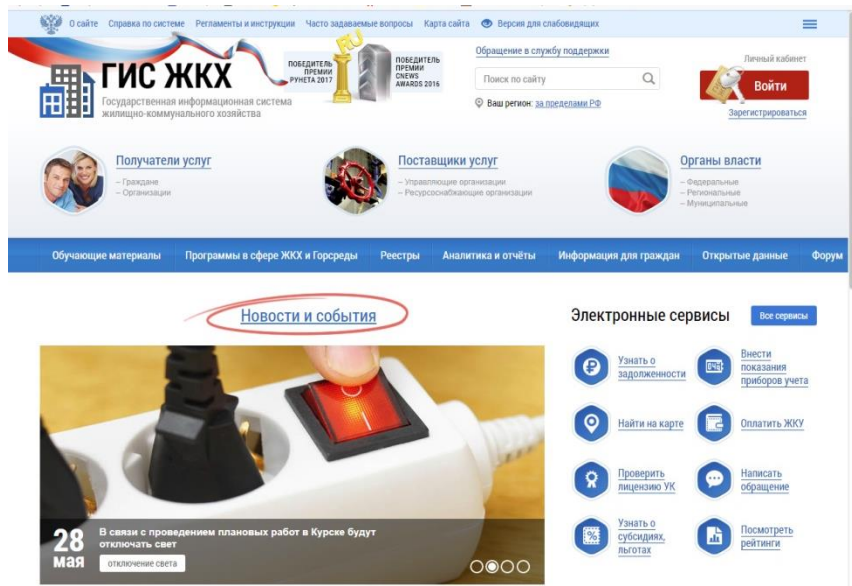 О сайте Справка по системе Регламенты и инструкции Часто задаваемые вопросы Карта сайта Версия для слабовидящих
ГИС ЖКХ
Государственная информационная система
жилищно-коммунального хозяйства
ПОБЕДИТЕЛЬ
ПРЕМИИ
РУНЕТА 2017
RU
ПОБЕДИТЕЛЬ
ПРЕМИИ
CNEWS
AWARDS 2016
Обращение в службу поддержки
Поиск по сайту
Ваш регион: за пределами РФ
Личный кабинет
Войти
Зарегистрироваться
Получатели услуг
– Граждане
– Организации
Поставщики услуг
– Управляющие организации
– Ресурсоснабжающие организации
Органы власти
– Федеральные
– Региональные
– Муниципальные
Обучающие материалы Программы в сфере ЖКХ и Горсреды Реестры Аналитика и отчёты Информация для граждан Открытые данные Форум
Новости и события
28
мая
В связи с проведением плановых работ в Курске будут
отключать свет
отключение света
Электронные сервисы
Все сервисы
Узнать о
задолженности
Внести
показания
приборов учета
Найти на карте
Оплатить ЖКУ
Проверить
лицензию УК
Написать
обращение
Узнать о
субсидиях,
льготах
Посмотреть
рейтинги